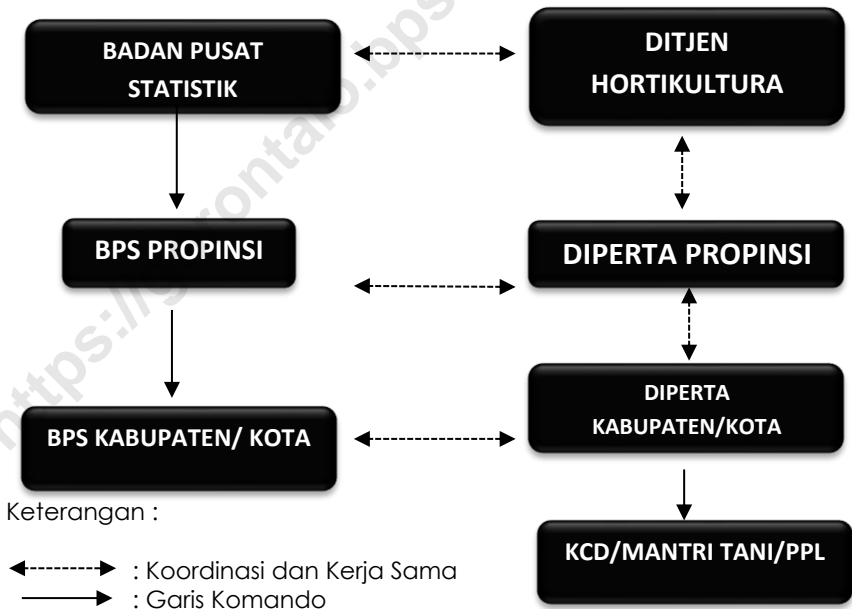 BADAN PUSAT
STATISTIK
DITJEN
HORTIKULTURA
BPS PROPINSI
DIPERTA PROPINSI
BPS KABUPATEN/ KOTA
DIPERTA
KABUPATEN/KOTA
KCD/MANTRI TANI/PPL
Keterangan :
: Koordinasi dan Kerja Sama
: Garis Komando